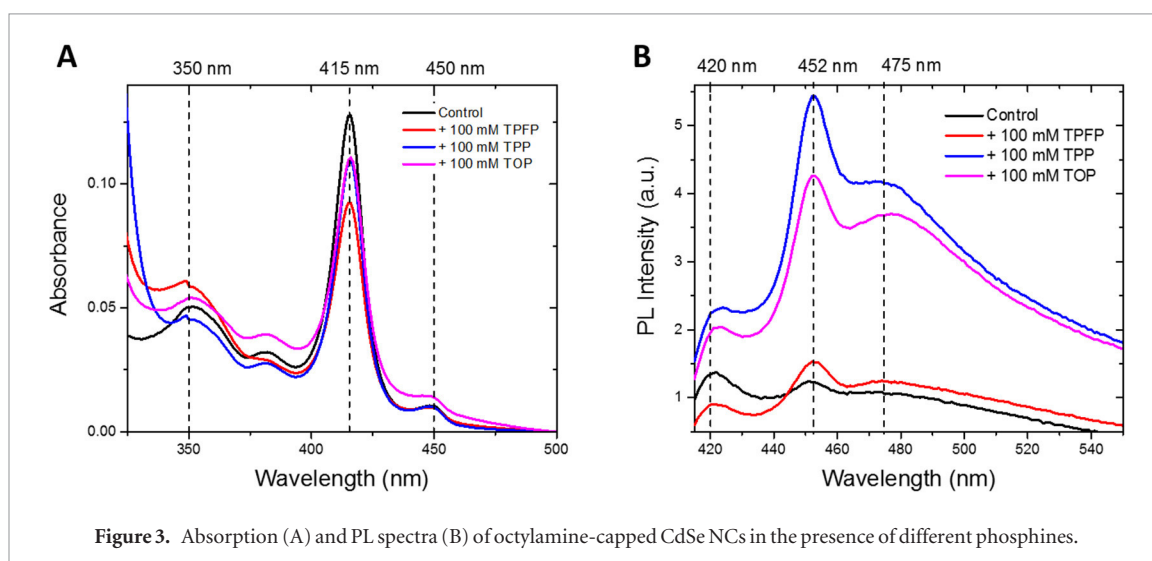 A
350 nm
415 nm
450 nm
Control
+ 100 mM TPFP
+ 100 mM TPP
+ 100 mM TOP
0.10
0.05
0.00
Absorbance
350
400
450
500
Wavelength (nm)
B
420 nm
452 nm
475 nm
Control
+ 100 mM TPFP
+ 100 mM TPP
+ 100 mM TOP
5
4
3
2
1
PL Intensity (a.u.)
420
440
460
480
500
520
540
Wavelength (nm)
Figure 3. Absorption (A) and PL spectra (B) of octylamine-capped CdSe NCs in the presence of different phosphines.